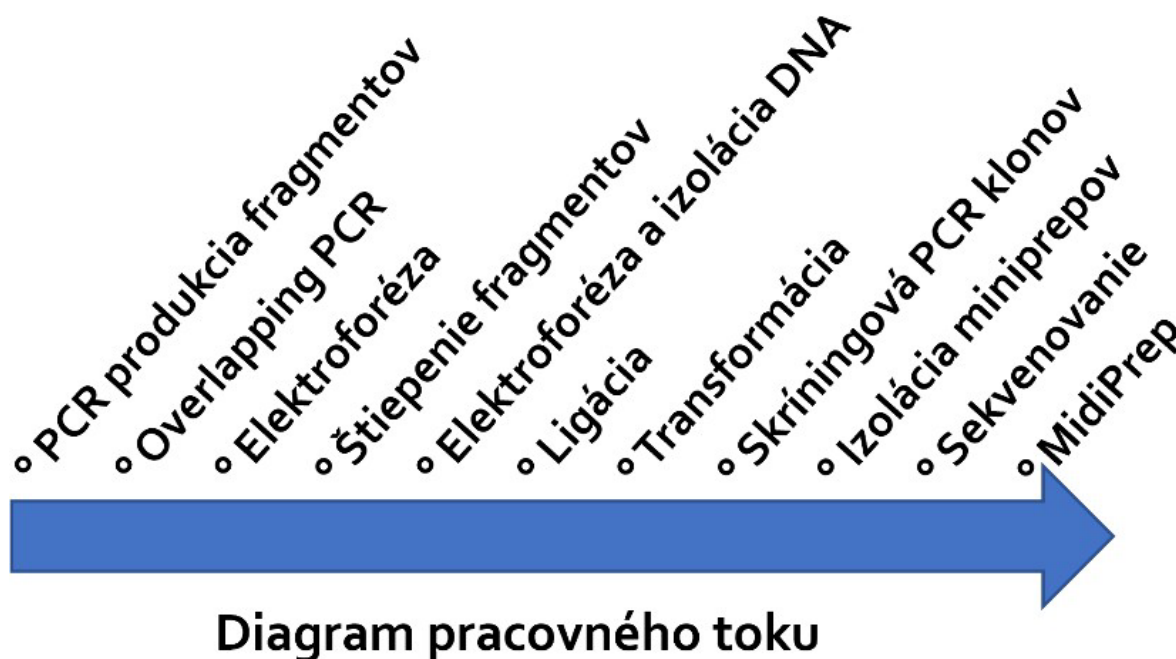 ° PCR produkcia fragmentov
° Overlapping PCR
° Elektroforéza
° Štiepenie fragmentov
° Elektroforéza a izolácia DNA
° Ligácia
° Transformácia
° Skríningová PCR klonov
° Izolácia miniprepov
° Sekvenovanie
° MidiPrep
Diagram pracovného toku